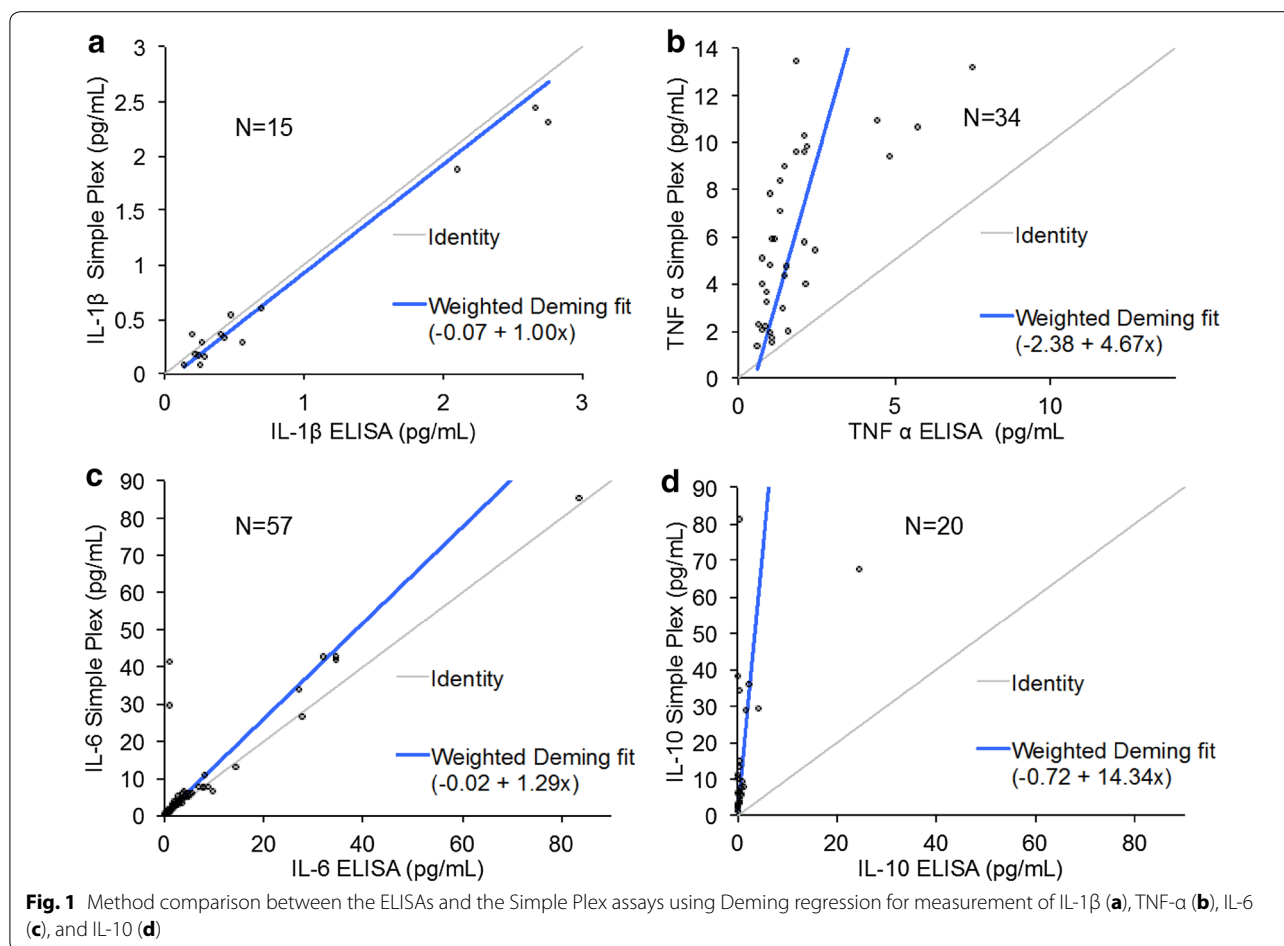 a
IL-1β Simple Plex (pg/mL)
3
2.5
2
1.5
1
0.5
0
N=15
Identity
Weighted Deming fit
(-0.07 + 1.00x)
0 1 2 3
IL-1β ELISA (pg/mL)
b
TNF α Simple Plex (pg/mL)
14
12
10
8
6
4
2
0
N=34
Identity
Weighted Deming fit
(-2.38 + 4.67x)
0 5 10
TNF α ELISA (pg/mL
c
IL-6 Simple Plex (pg/mL)
90
80
70
60
50
40
30
20
10
0
N=57
Identity
Weighted Deming fit
(-0.02 + 1.29x)
0 20 40 60 80
IL-6 ELISA (pg/mL)
d
IL-10 Simple Plex (pg/mL)
90
80
70
60
50
40
30
20
10
0
N=20
Identity
Weighted Deming fit
(-0.72 + 14.34x)
0 20 40 60 80
IL-10 ELISA (pg/mL)
Fig. 1 Method comparison between the ELISAs and the Simple Plex assays using Deming regression for measurement of IL-1β (a), TNF-α (b), IL-6
(c), and IL-10 (d)